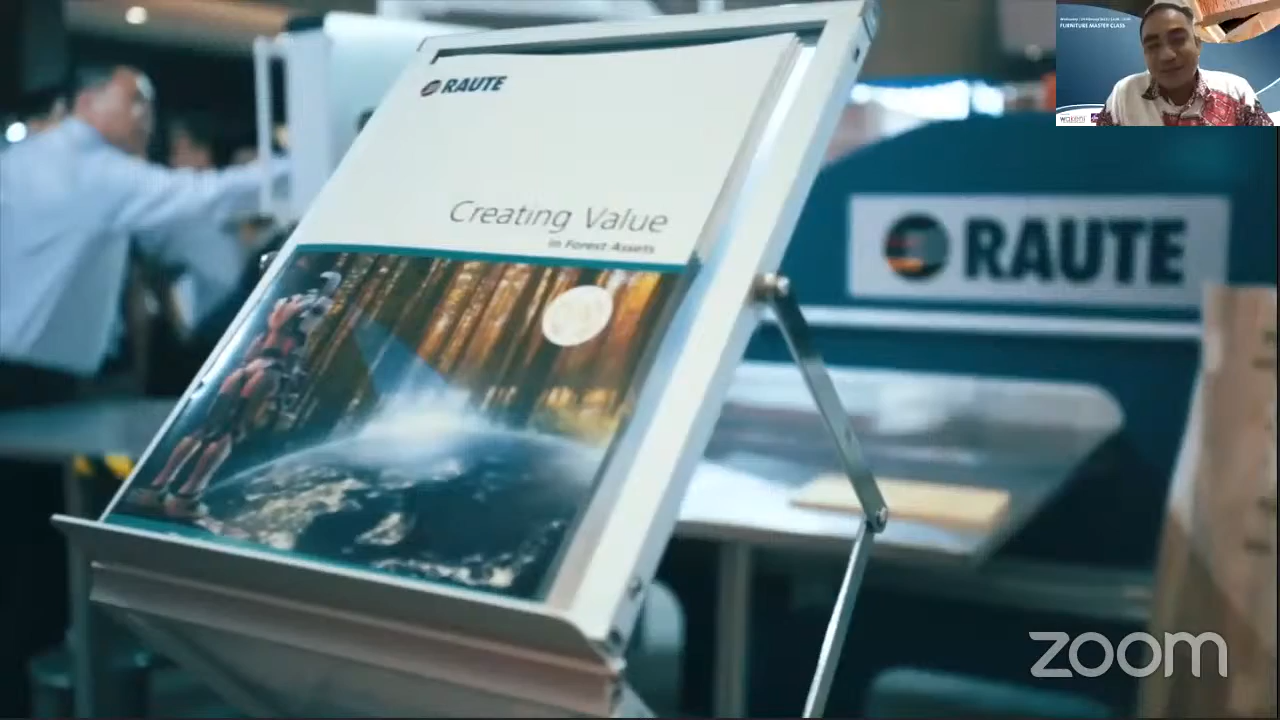 RAUTE
Creating Value
in Forest Assets
RAUTE
FURNITURE MASTER CLASS
zoom